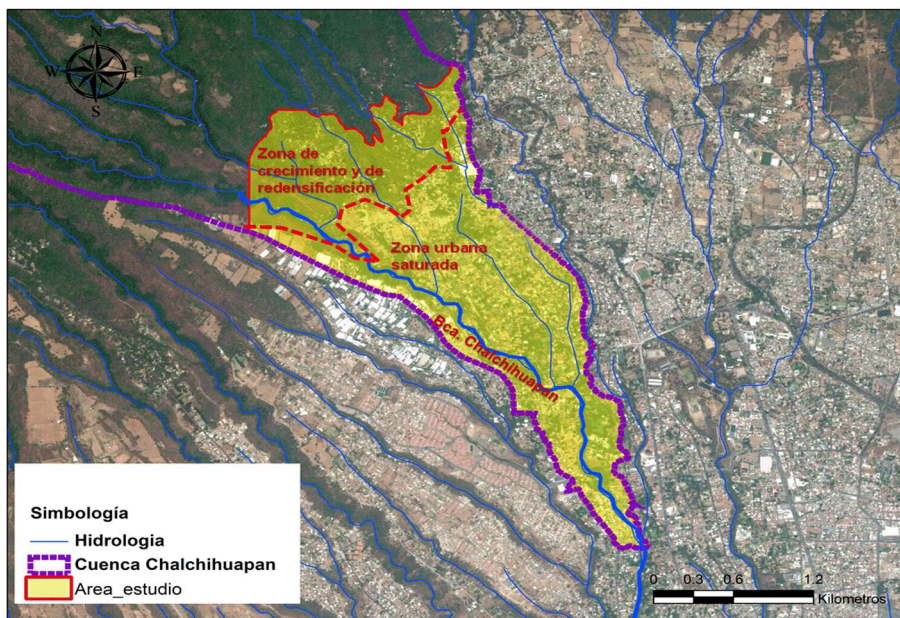 N
W E
S
Zona de
crecimiento y de
redensificación
Zona urbana
saturada
Bca. Chalchihuapan
Simbología
Hidrologia
Cuenca Chalchihuapan
Area_estudio
0 0.3 0.6 1.2
Kilometros